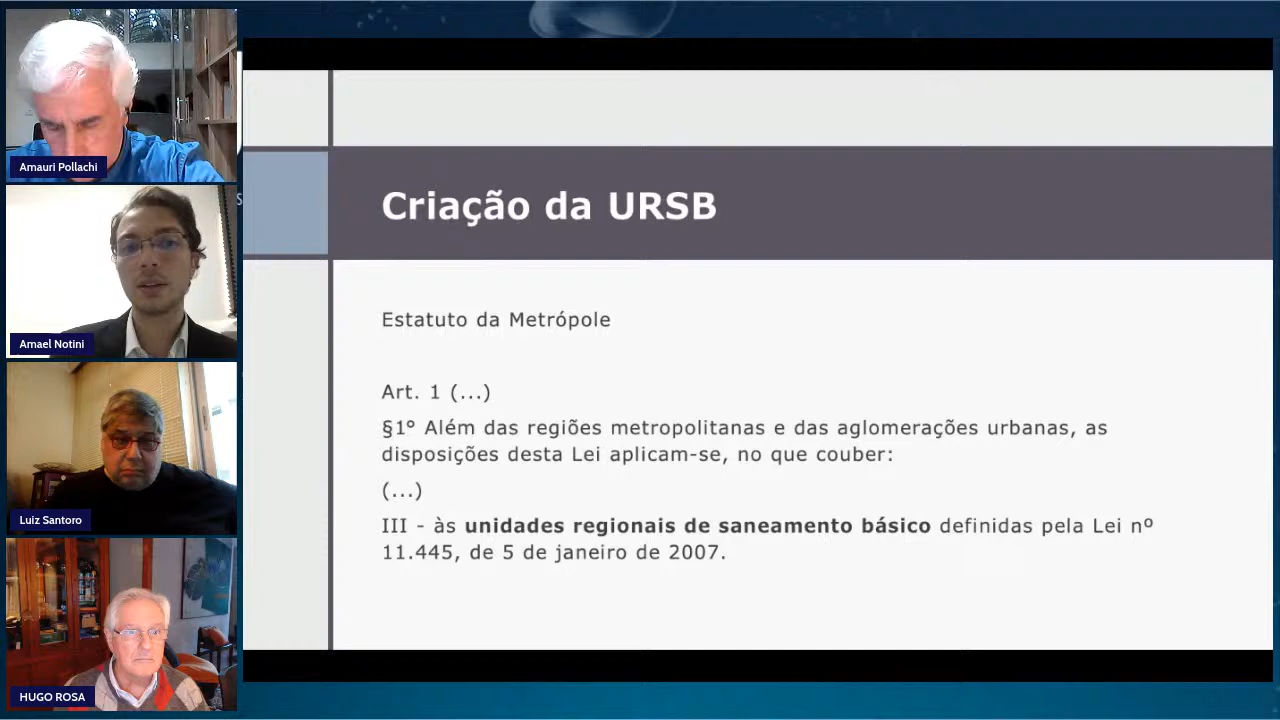 Amauri Pollachi
Amael Notini
Luiz Santoro
HUGO ROSA
Criação da URSB
Estatuto da Metrópole
Art. 1 (...)
§1º Além das regiões metropolitanas e das aglomerações urbanas, as
disposições desta Lei aplicam-se, no que couber:
(...)
III - às unidades regionais de saneamento básico definidas pela Lei nº
11.445, de 5 de janeiro de 2007.